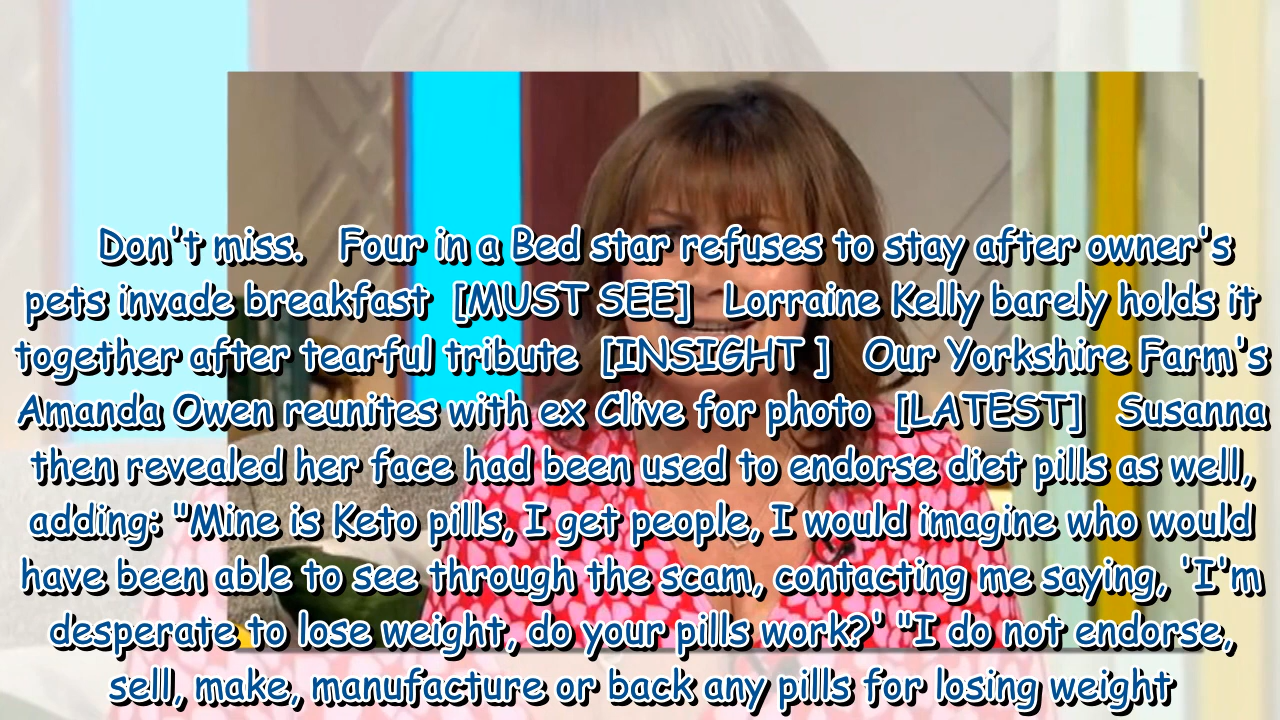 Don't miss.   Four in a Bed star refuses to stay after owner's
pets invade breakfast  [MUST SEE]   Lorraine Kelly barely holds it
together after tearful tribute  [INSIGHT ]   Our Yorkshire Farm's
Amanda Owen reunites with ex Clive for photo  [LATEST]   Susanna
then revealed her face had been used to endorse diet pills as well,
adding: "Mine is Keto pills, I get people, I would imagine who would
have been able to see through the scam, contacting me saying, 'I'm
desperate to lose weight, do your pills work?' "I do not endorse,
sell, make, manufacture or back any pills for losing weight